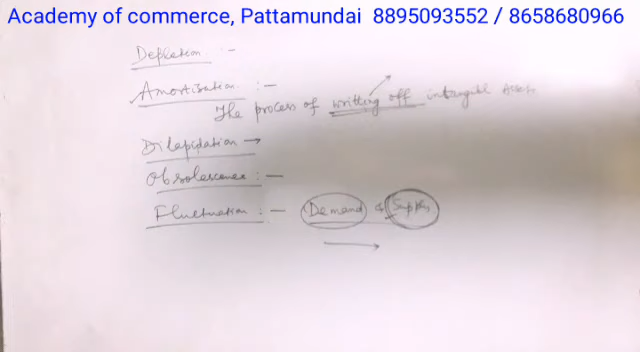 Academy of commerce, Pattamundai 8895093552 / 8658680966
Depletion :-
Amortisation :-
The process of writting off intangible Assets
Dilapidation →
Obsolescence :-
Fluctuation :- Demand & Supply